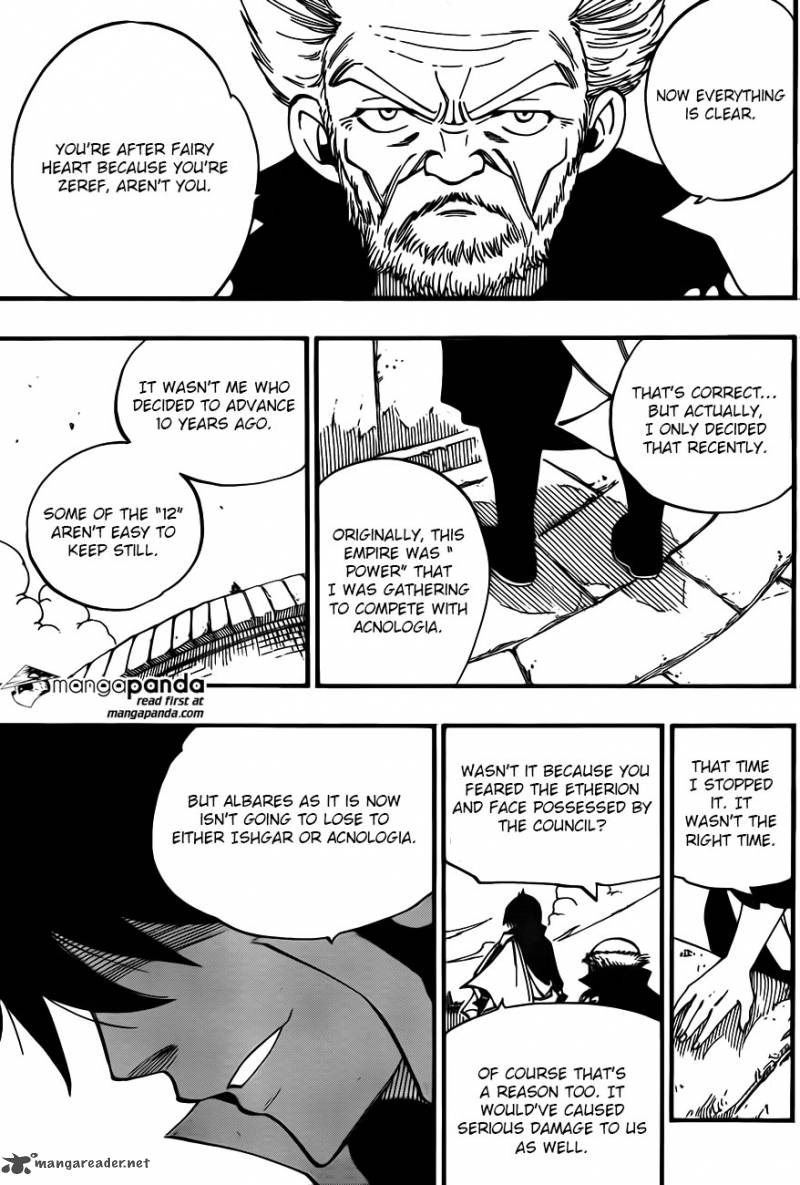 NOW EVERYTHING
IS CLEAR.
YOU'RE AFTER FAIRY
HEART BECAUSE YOU'RE
ZEREF, AREN'T YOU.
THAT'S CORRECT...
BUT ACTUALLY,
I ONLY DECIDED
THAT RECENTLY.
ORIGINALLY, THIS
EMPIRE WAS "
POWER" THAT
I WAS GATHERING
TO COMPETE WITH
ACNOLOGIA.
IT WASN'T ME WHO
DECIDED TO ADVANCE
10 YEARS AGO.
SOME OF THE "12"
AREN'T EASY TO
KEEP STILL.
mangapanda
read first at
mangapanda.com
THAT TIME
I STOPPED
IT. IT
WASN'T THE
RIGHT TIME.
WASN'T IT BECAUSE YOU
FEARED THE ETHERION
AND FACE POSSESSED BY
THE COUNCIL?
OF COURSE THAT'S
A REASON TOO. IT
WOULD'VE CAUSED
SERIOUS DAMAGE TO US
AS WELL.
BUT ALBARES AS IT IS NOW
ISN'T GOING TO LOSE TO
EITHER ISHGAR OR ACNOLOGIA.
mangareader.net